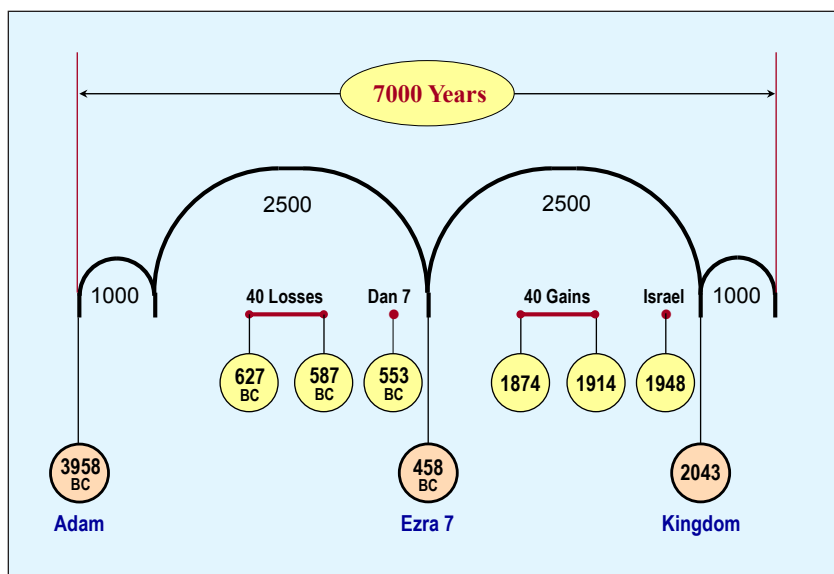 7000 Years
2500 2500
1000 1000
40 Losses Dan 7 40 Gains Israel
627
BC
587
BC
553
BC
1874 1914 1948
3958
BC
458
BC
2043
Adam Ezra 7 Kingdom